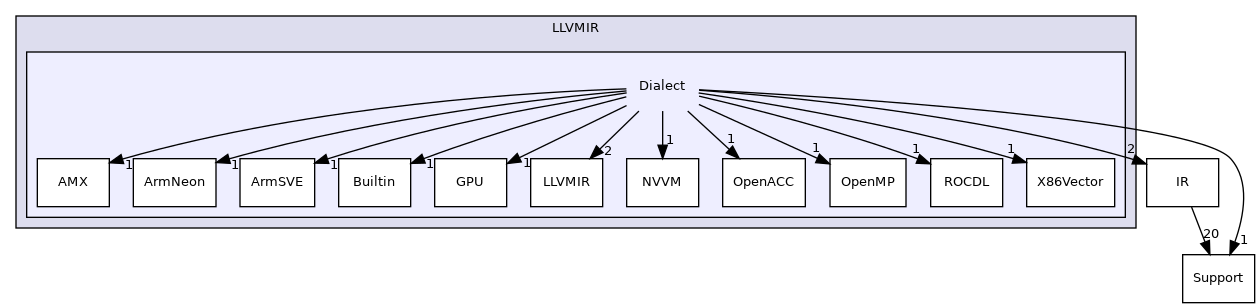 LLVMIR
Dialect
1 1 1 1 1 2 1 1 1 1 1 2
AMX ArmNeon ArmSVE Builtin GPU LLVMIR NVVM OpenACC OpenMP ROCDL X86Vector IR
20 1
Support